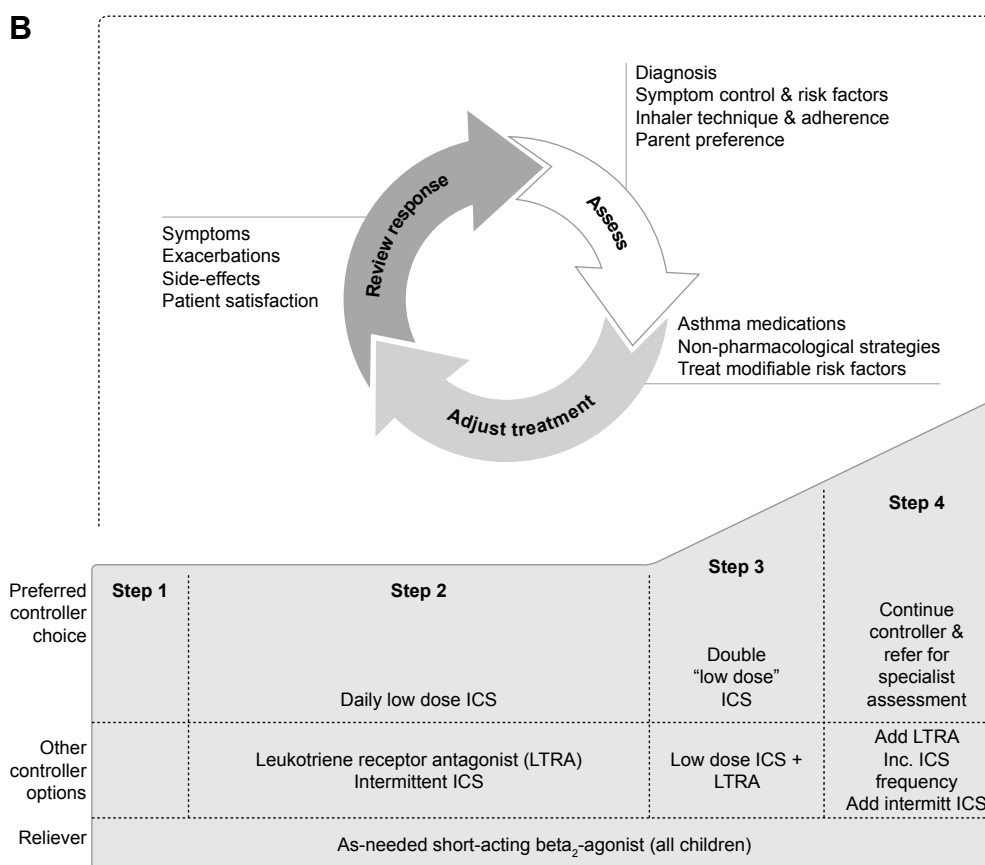 B
Diagnosis
Symptom control & risk factors
Inhaler technique & adherence
Parent preference
Assess
Review response
Symptoms
Exacerbations
Side-effects
Patient satisfaction
Asthma medications
Non-pharmacological strategies
Treat modifiable risk factors
Adjust treatment
Preferred
controller
choice
Step 1
Step 2
Daily low dose ICS
Step 3
Double
“low dose”
ICS
Step 4
Continue
controller &
refer for
specialist
assessment
Other
controller
options
Leukotriene receptor antagonist (LTRA)
Intermittent ICS
Low dose ICS +
LTRA
Add LTRA
Inc. ICS
frequency
Add intermitt ICS
Reliever
As-needed short-acting beta₂-agonist (all children)